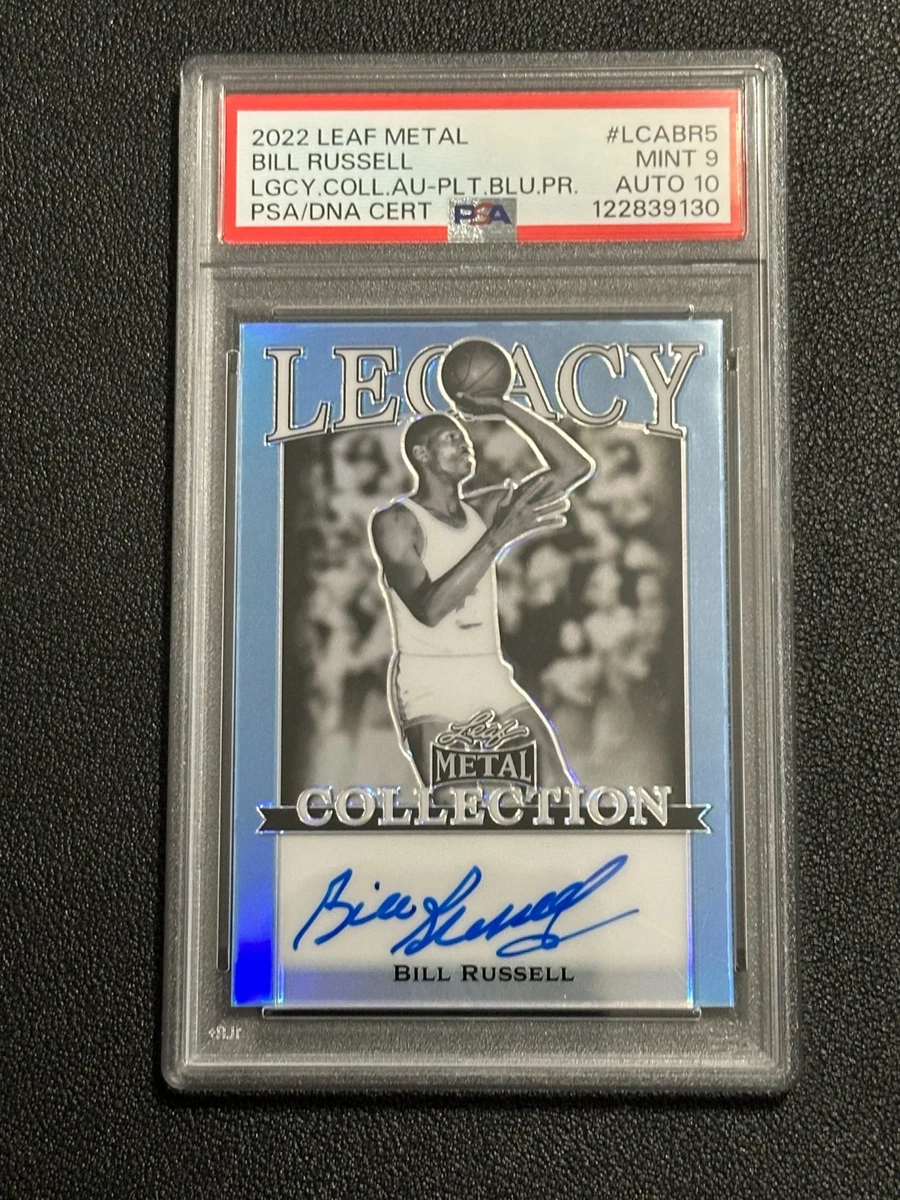 2022 LEAF METAL #LCABR5
BILL RUSSELL MINT 9
LGCY.COLL.AU-PLT.BLU.PR. AUTO 10
PSA/DNA CERT PSA 122839130
LEGACY
Leaf
METAL
COLLECTION
Bill Russell
BILL RUSSELL